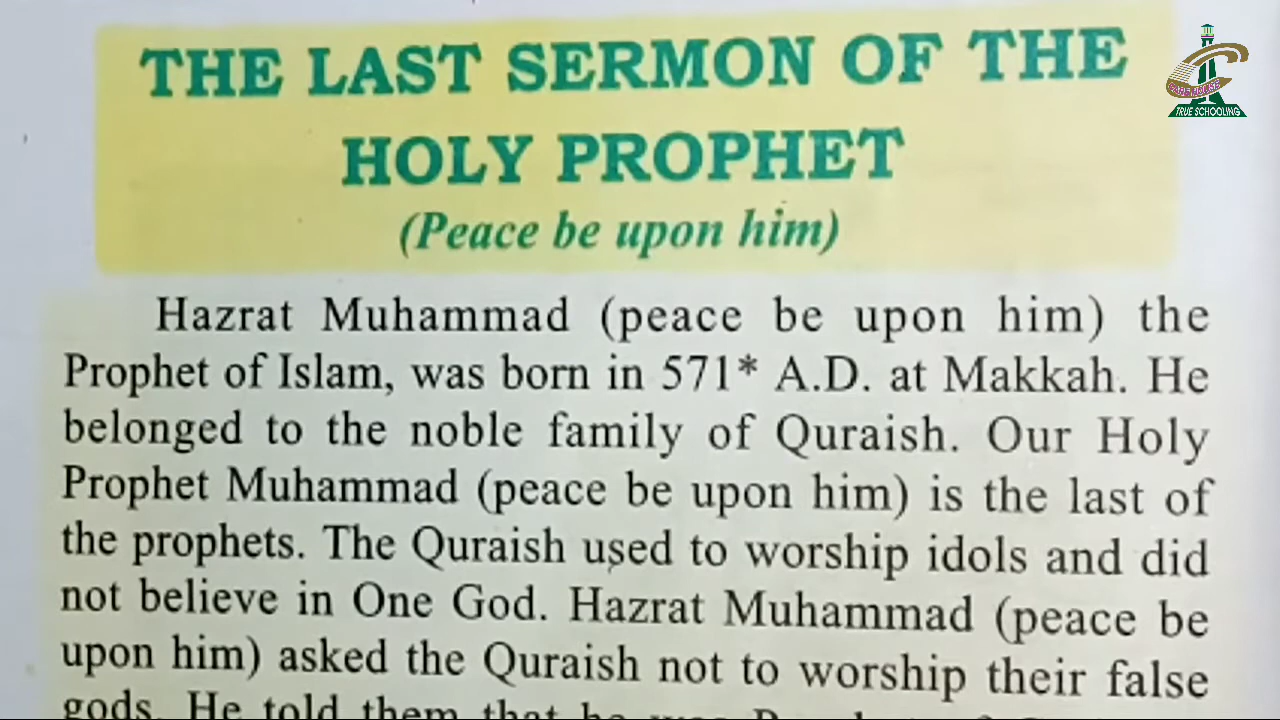 THE LAST SERMON OF THE
HOLY PROPHET
(Peace be upon him)
Hazrat Muhammad (peace be upon him) the
Prophet of Islam, was born in 571* A.D. at Makkah. He
belonged to the noble family of Quraish. Our Holy
Prophet Muhammad (peace be upon him) is the last of
the prophets. The Quraish used to worship idols and did
not believe in One God. Hazrat Muhammad (peace be
upon him) asked the Quraish not to worship their false
gods. He told them that he was
TRUE SCHOOLING